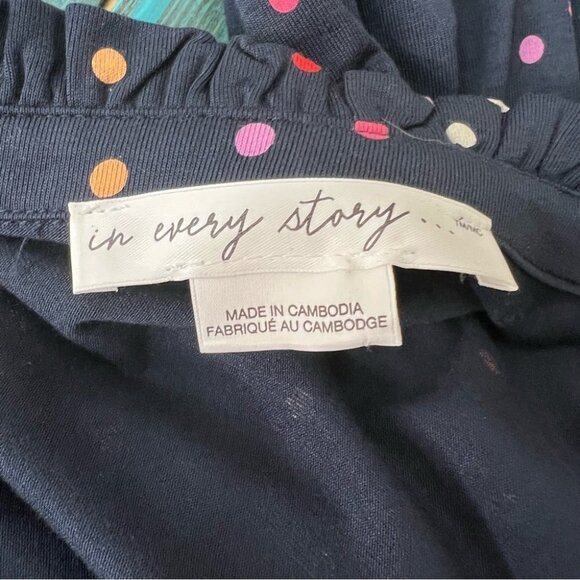 in every story...
MADE IN CAMBODIA
FABRIQUÉ AU CAMBODGE